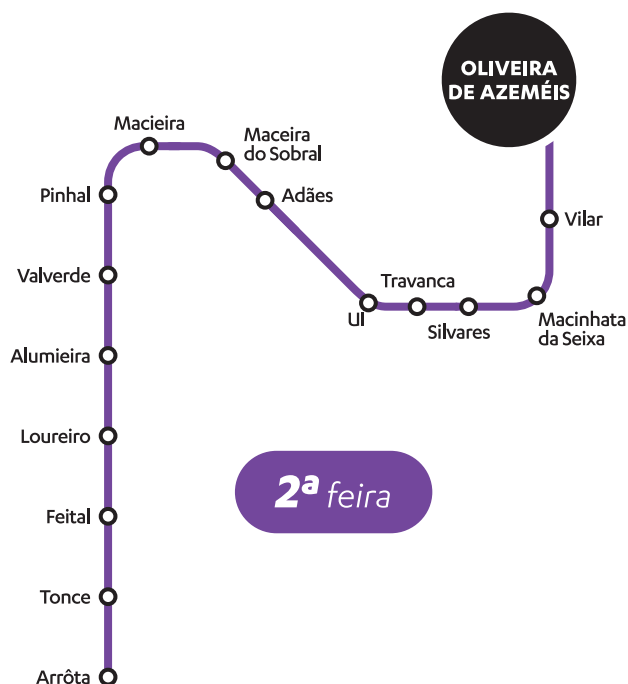 OLIVEIRA
DE AZEMÉIS
Macieira
Maceira
do Sobral
Pinhal
Adães
Vilar
Valverde
Travanca
Ul
Silvares
Macinhata
da Seixa
Alumieira
Loureiro
2ª feira
Feital
Tonce
Arrôta